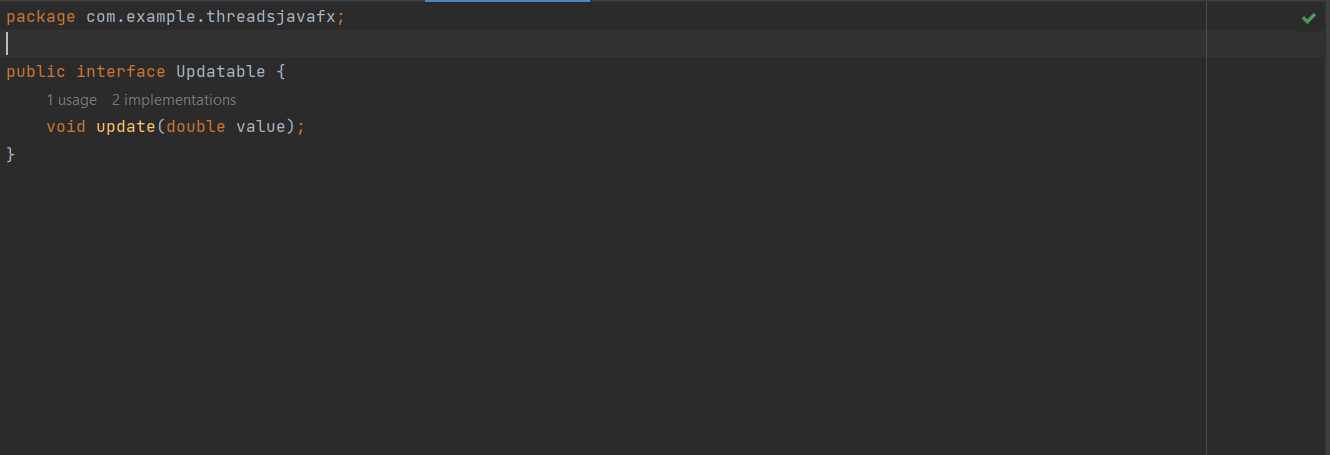 package com.example.threadsjavafx;
public interface Updatable {
1 usage 2 implementations
void update(double value);
}